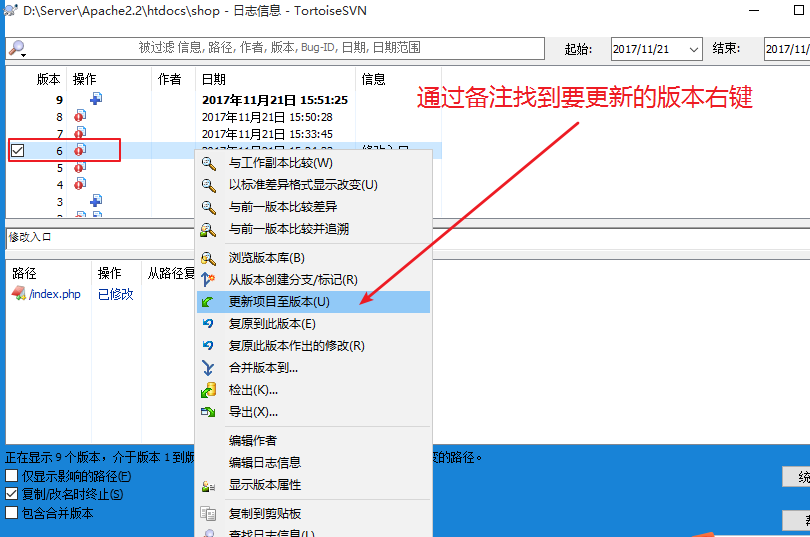 D:\Server\Apache2.2\htdocs\shop - 日志信息 - TortoiseSVN
被过滤 信息, 路径, 作者, 版本, Bug-ID, 日期, 日期范围
起始: 2017/11/21 结束: 2017/11/
版本 操作 作者 日期 信息
9 2017年11月21日 15:51:25
8 2017年11月21日 15:50:28
7 2017年11月21日 15:33:45
6
5
4
3
通过备注找到要更新的版本右键
与工作副本比较(W)
以标准差异格式显示改变(U)
与前一版本比较差异
与前一版本比较并追溯
浏览版本库(B)
从版本创建分支/标记(R)
更新项目至版本(U)
复原到此版本(E)
复原此版本作出的修改(R)
合并版本到...
检出(K)...
导出(X)...
编辑作者
编辑日志信息
显示版本属性
复制到剪贴板
查找日志信息(L)
修改入口
路径 操作 从路径复
/index.php 已修改
正在显示 9 个版本，介于版本 1 到版
变的路径。
仅显示影响的路径(F)
复制/改名时终止(S)
包含合并版本
统